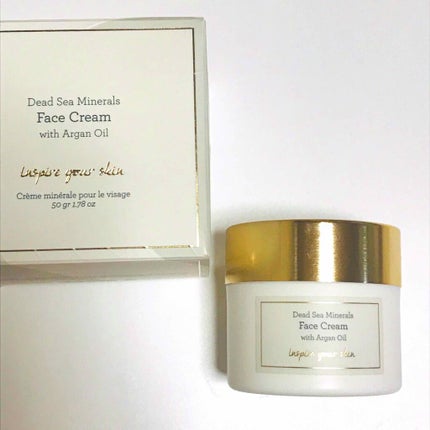 Dead Sea Minerals
Face Cream
with Argan Oil
inspire your skin
Crème minérale pour le visage
50 gr 1.78 oz
Dead Sea Minerals
Face Cream
with Argan Oil
inspire your skin